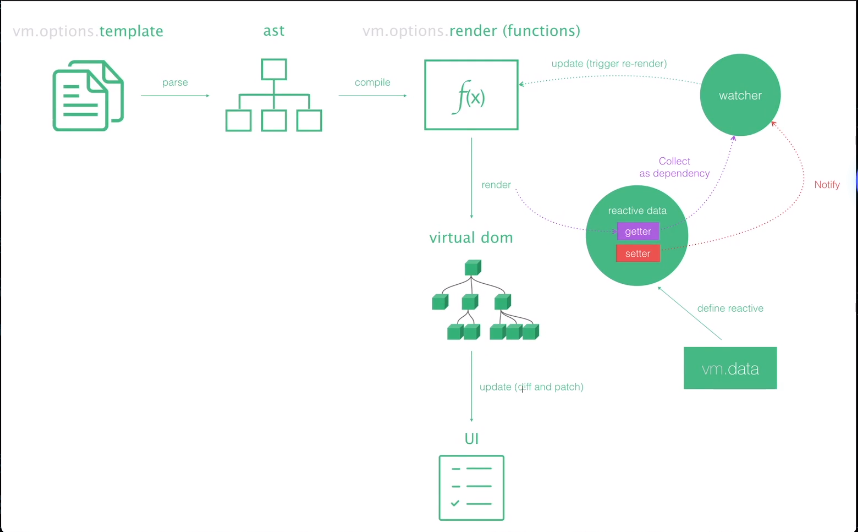 vm.options.template
ast
vm.options.render (functions)
parse
compile
f(x)
update (trigger re-render)
watcher
Collect
as dependency
Notify
render
reactive data
getter
setter
virtual dom
define reactive
vm.data
update (diff and patch)
UI